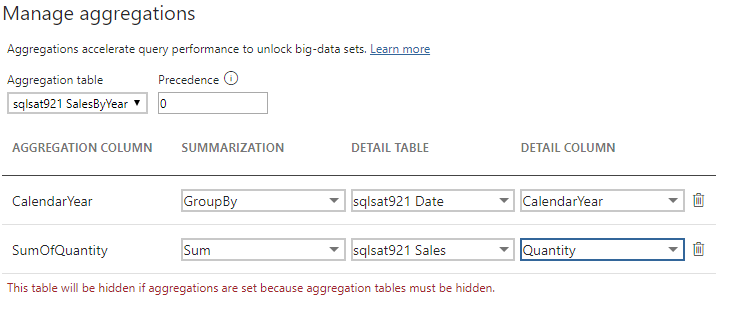 Manage aggregations
Aggregations accelerate query performance to unlock big-data sets. Learn more
Aggregation table Precedence
sqlsat921 SalesByYear 0
AGGREGATION COLUMN SUMMARIZATION DETAIL TABLE DETAIL COLUMN
CalendarYear GroupBy sqlsat921 Date CalendarYear
SumOfQuantity Sum sqlsat921 Sales Quantity
This table will be hidden if aggregations are set because aggregation tables must be hidden.